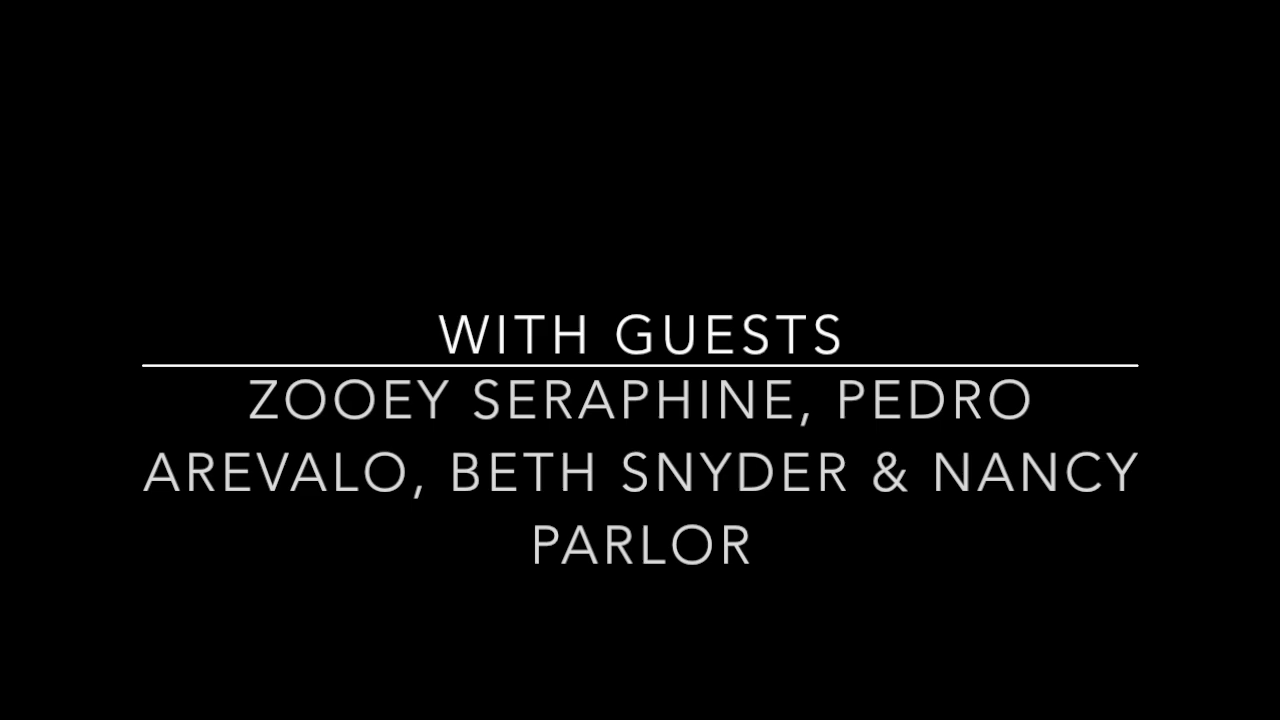 WITH GUESTS
ZOOEY SERAPHINE, PEDRO
AREVALO, BETH SNYDER & NANCY
PARLOR